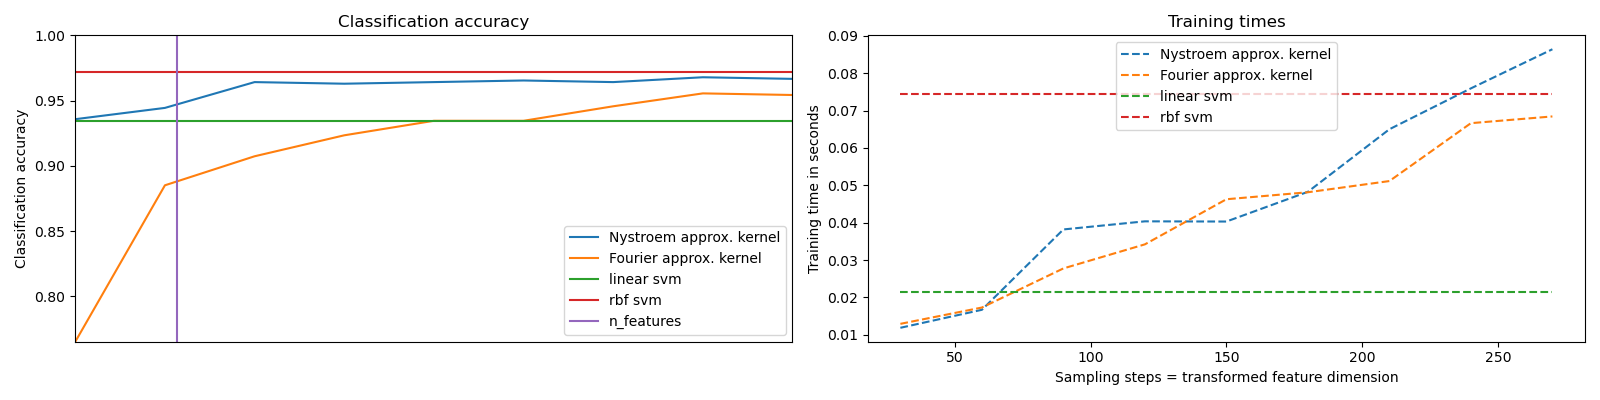 Classification accuracy
Classification accuracy
1.00
0.95
0.90
0.85
0.80
Nystroem approx. kernel
Fourier approx. kernel
linear svm
rbf svm
n_features
Training times
Training time in seconds
0.09
0.08
0.07
0.06
0.05
0.04
0.03
0.02
0.01
Nystroem approx. kernel
Fourier approx. kernel
linear svm
rbf svm
50 100 150 200 250
Sampling steps = transformed feature dimension